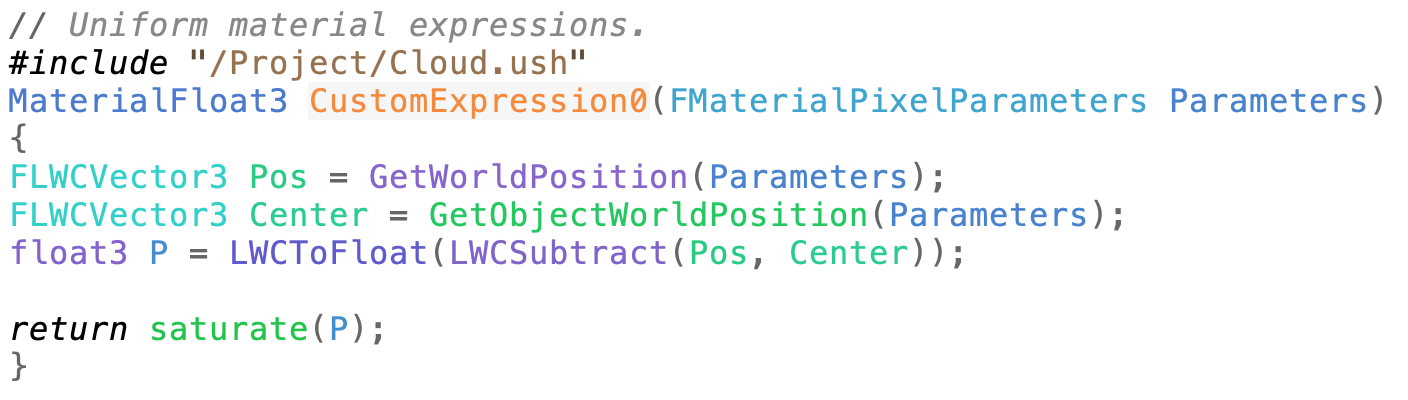 // Uniform material expressions.
#include "/Project/Cloud.ush"
MaterialFloat3 CustomExpression0(FMaterialPixelParameters Parameters)
{
FLWCVector3 Pos = GetWorldPosition(Parameters);
FLWCVector3 Center = GetObjectWorldPosition(Parameters);
float3 P = LWCToFloat(LWCSubtract(Pos, Center));
return saturate(P);
}